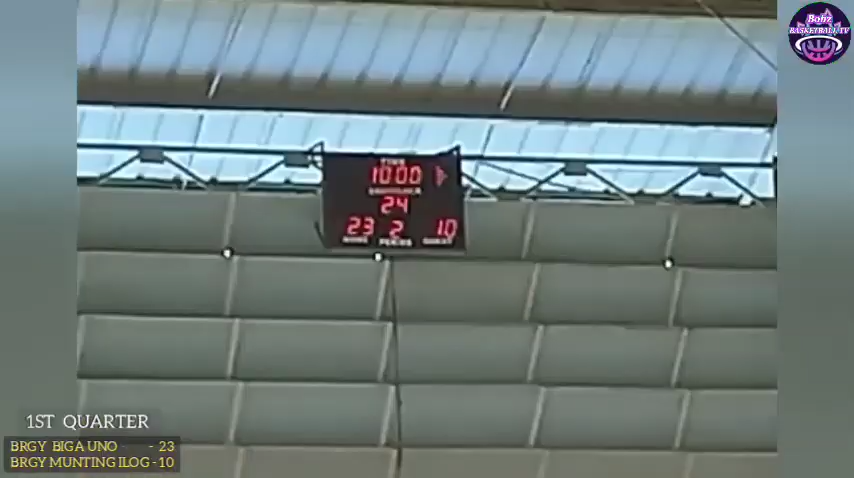 Bobz
BASKETBALL TV
TIME
10:00
24
23 2 10
HOME PERIOD GUEST
1ST QUARTER
BRGY BIGA UNO - 23
BRGY MUNTING ILOG - 10